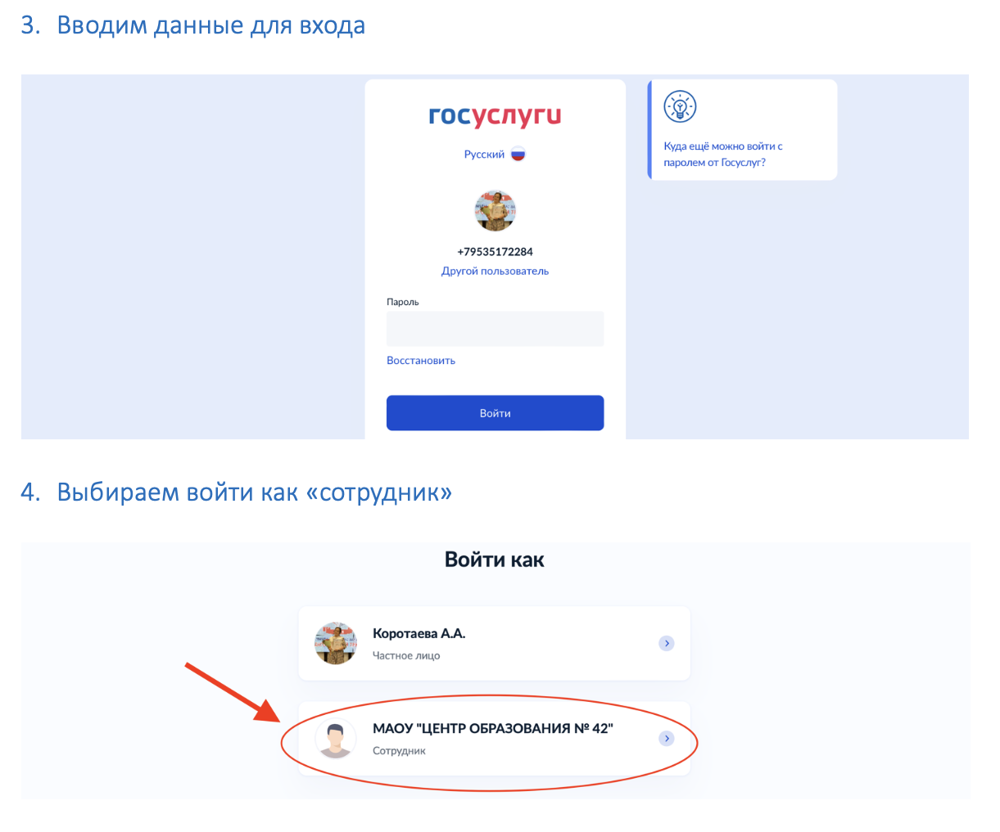 3. Вводим данные для входа
госуслуги
Русский
Куда ещё можно войти с
паролем от Госуслуг?
+79535172284
Другой пользователь
Пароль
Восстановить
Войти
4. Выбираем войти как «сотрудник»
Войти как
Коротаева А.А.
Частное лицо
МАОУ "ЦЕНТР ОБРАЗОВАНИЯ № 42"
Сотрудник